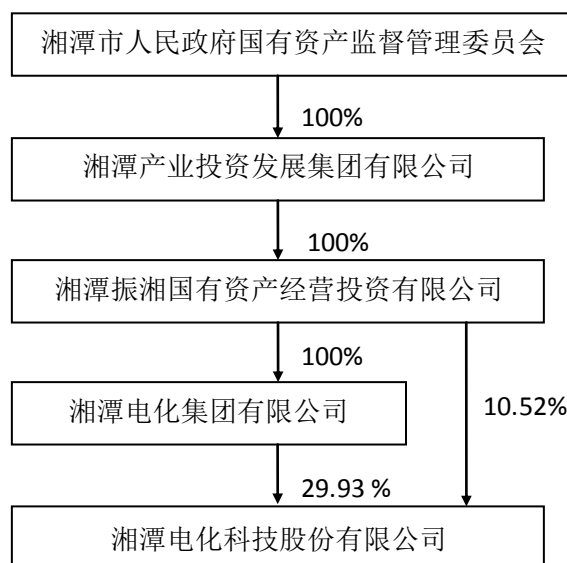 湘潭市人民政府国有资产监督管理委员会
100%
湘潭产业投资发展集团有限公司
100%
湘潭振湘国有资产经营投资有限公司
100%
湘潭电化集团有限公司
10.52%
29.93 %
湘潭电化科技股份有限公司